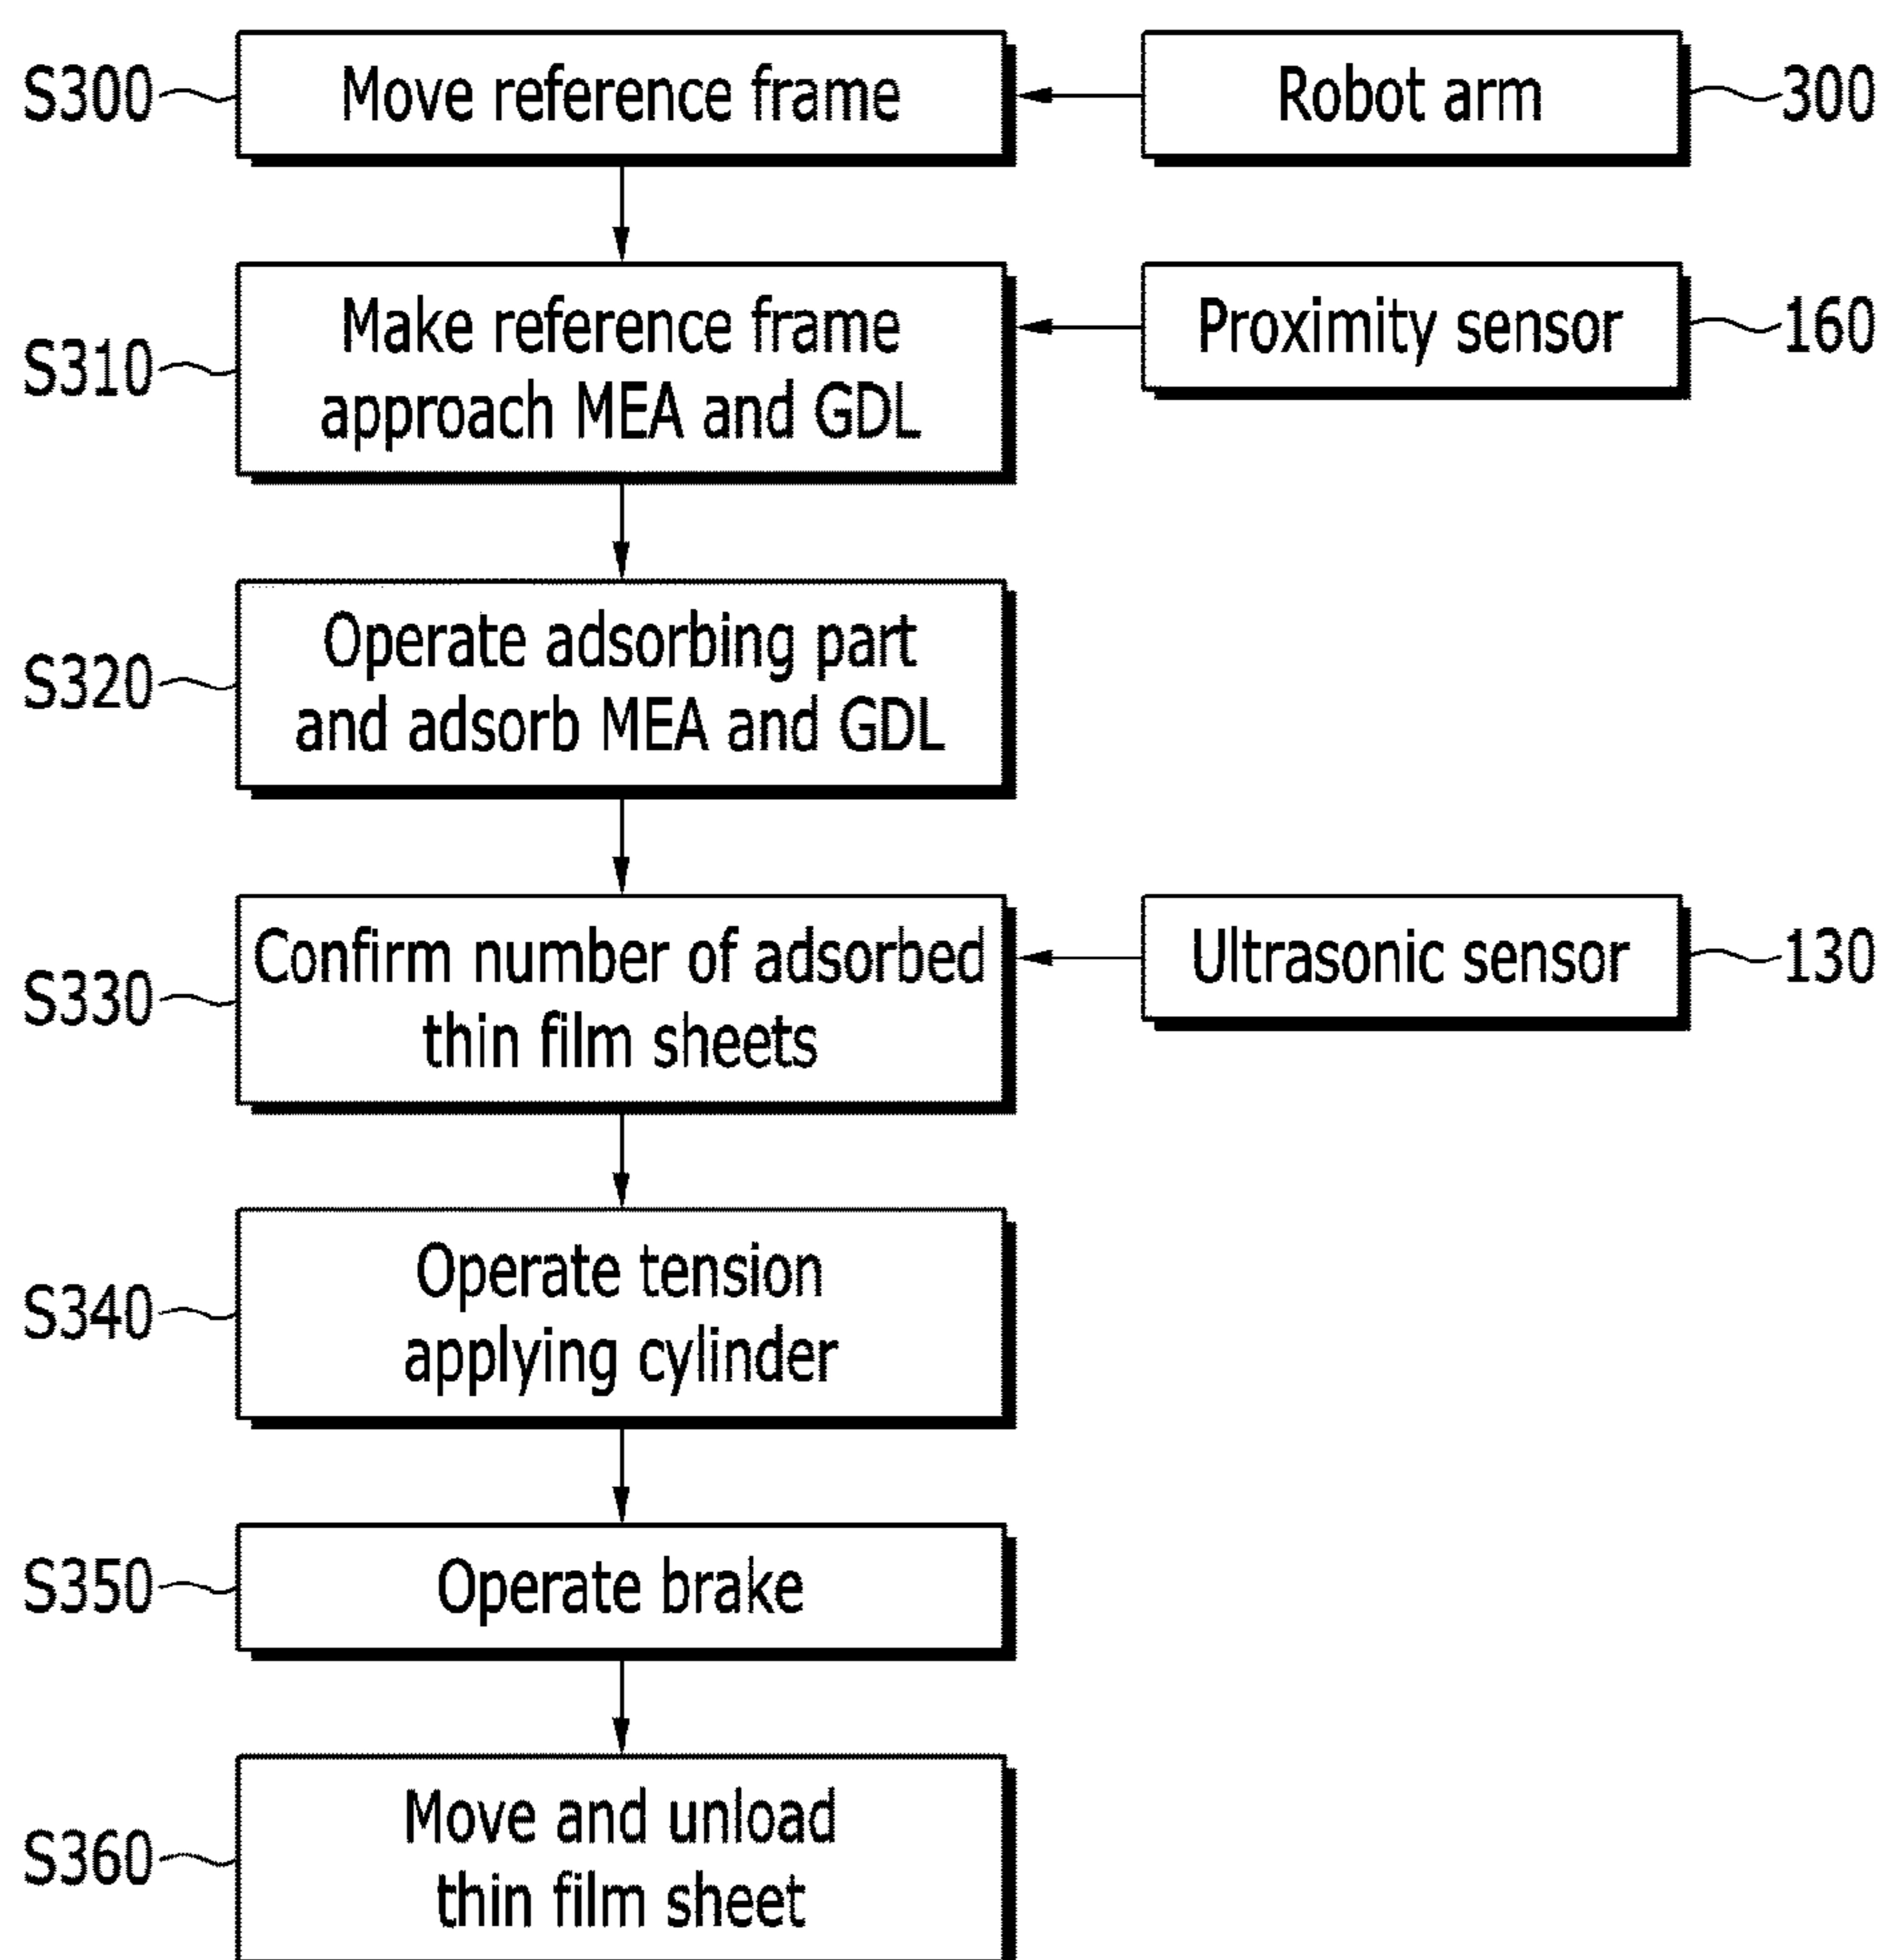 S300
Move reference frame
Robot arm
300
S310
Make reference frame
approach MEA and GDL
Proximity sensor
160
S320
Operate adsorbing part
and adsorb MEA and GDL
S330
Confirm number of adsorbed
thin film sheets
Ultrasonic sensor
130
S340
Operate tension
applying cylinder
S350
Operate brake
S360
Move and unload
thin film sheet